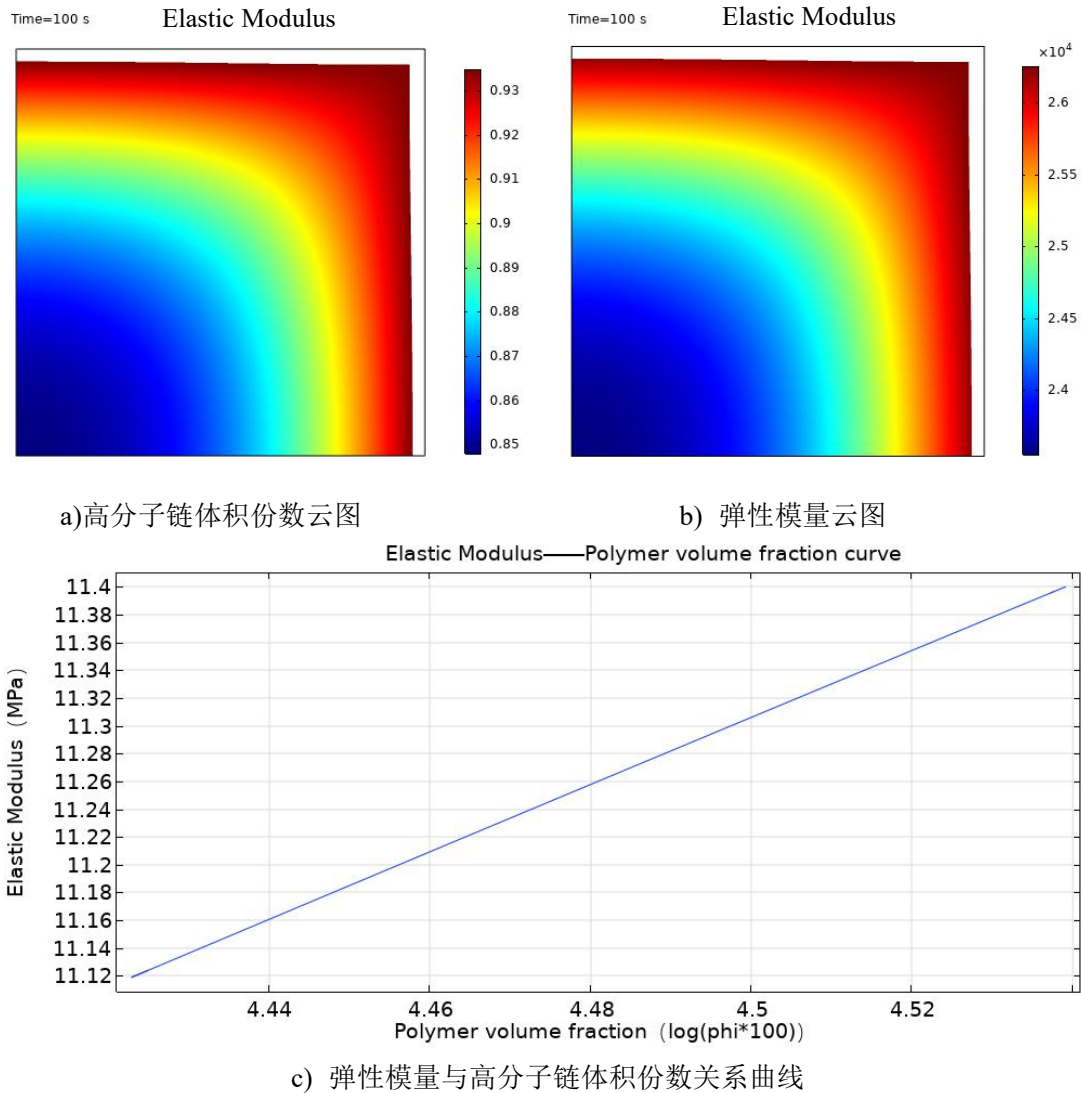 Time=100 s
Elastic Modulus
0.93
0.92
0.91
0.9
0.89
0.88
0.87
0.86
0.85
Time=100 s
Elastic Modulus
×10⁴
2.6
2.55
2.5
2.45
2.4
a)高分子链体积份数云图
b) 弹性模量云图
Elastic Modulus——Polymer volume fraction curve
Elastic Modulus（MPa）
11.4
11.38
11.36
11.34
11.32
11.3
11.28
11.26
11.24
11.22
11.2
11.18
11.16
11.14
11.12
4.44 4.46 4.48 4.5 4.52
Polymer volume fraction（log(phi*100)）
c) 弹性模量与高分子链体积份数关系曲线